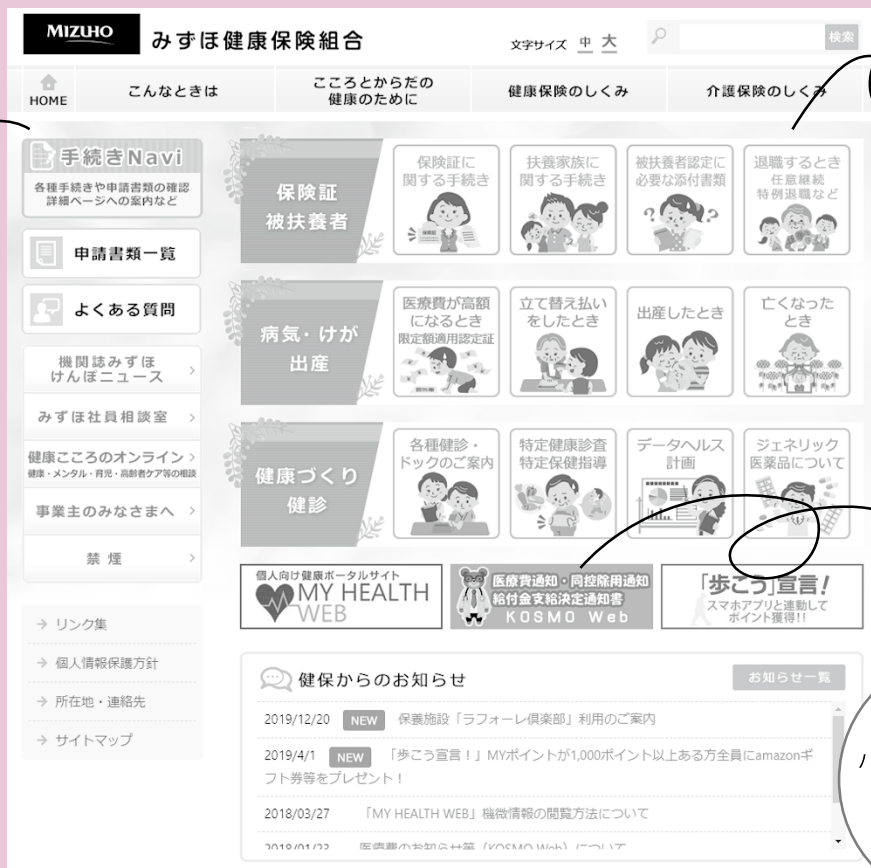 MIZUHO みずほ健康保険組合
文字サイズ 中 大
検索
HOME
こんなときは
こころとからだの
健康のために
健康保険のしくみ
介護保険のしくみ
手続きNavi
各種手続きや申請書類の確認
詳細ページへの案内など
申請書類一覧
よくある質問
機関誌みずほ
けんぽニュース
みずほ社員相談室
健康こころのオンライン
健康・メンタル・育児・高齢者ケア等の相談
事業主のみなさまへ
禁煙
リンク集
個人情報保護方針
所在地・連絡先
サイトマップ
保険証
被扶養者
保険証に
関する手続き
扶養家族に
関する手続き
被扶養者認定に
必要な添付書類
退職するとき
任意継続
特例退職など
病気・けが
出産
医療費が高額
になるとき
限定額適用認定証
立て替え払い
をしたとき
出産したとき
亡くなった
とき
健康づくり
健診
各種健診・
ドックのご案内
特定健康診査
特定保健指導
データヘルス
計画
ジェネリック
医薬品について
個人向け健康ポータルサイト
MY HEALTH
WEB
医療費通知・同控除用通知
給付金支給決定通知書
KOSMO Web
「歩こう」宣言!
スマホアプリと連動して
ポイント獲得!!
健保からのお知らせ
お知らせ一覧
2019/12/20 NEW 保養施設「ラフォーレ倶楽部」利用のご案内
2019/4/1 NEW 「歩こう宣言!」MYポイントが1,000ポイント以上ある方全員にamazonギ
フト券等をプレゼント!
2018/03/27 「MY HEALTH WEB」機微情報の閲覧方法について
2018/01/23 医療費のお知らせ等(KOSMO Web)について